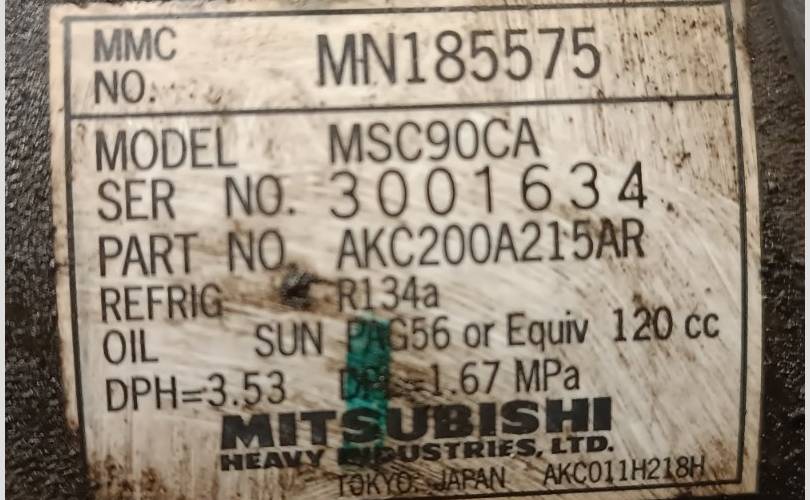 MMC NO. MN185575
MODEL MSC90CA
SER NO. 3001634
PART NO. AKC200A215AR
REFRIG R134a
OIL SUN PAG56 or Equiv 120 cc
DPH=3.53 DPL=1.67 MPa
MITSUBISHI
HEAVY INDUSTRIES, LTD.
TOKYO. JAPAN AKC011H218H